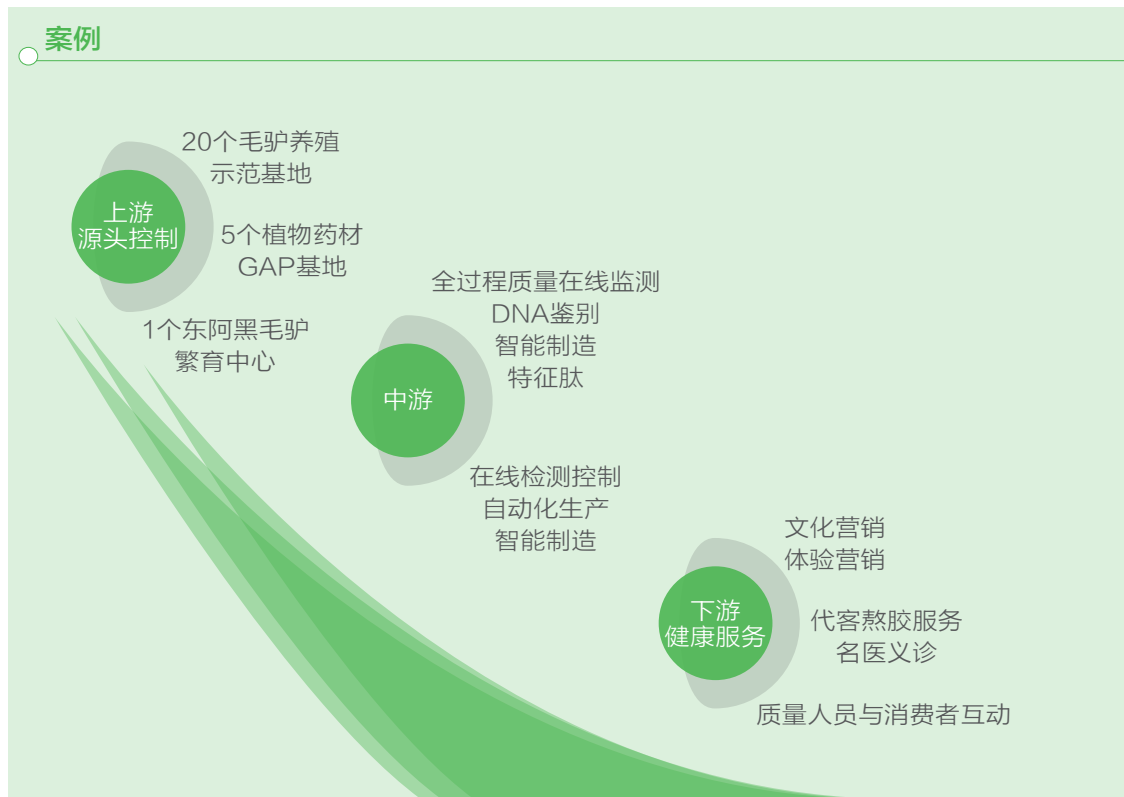 案例
上游
源头控制
20个毛驴养殖
示范基地
5个植物药材
GAP基地
1个东阿黑毛驴
繁育中心
中游
全过程质量在线监测
DNA鉴别
智能制造
特征肽
在线检测控制
自动化生产
智能制造
下游
健康服务
文化营销
体验营销
代客熬胶服务
名医义诊
质量人员与消费者互动